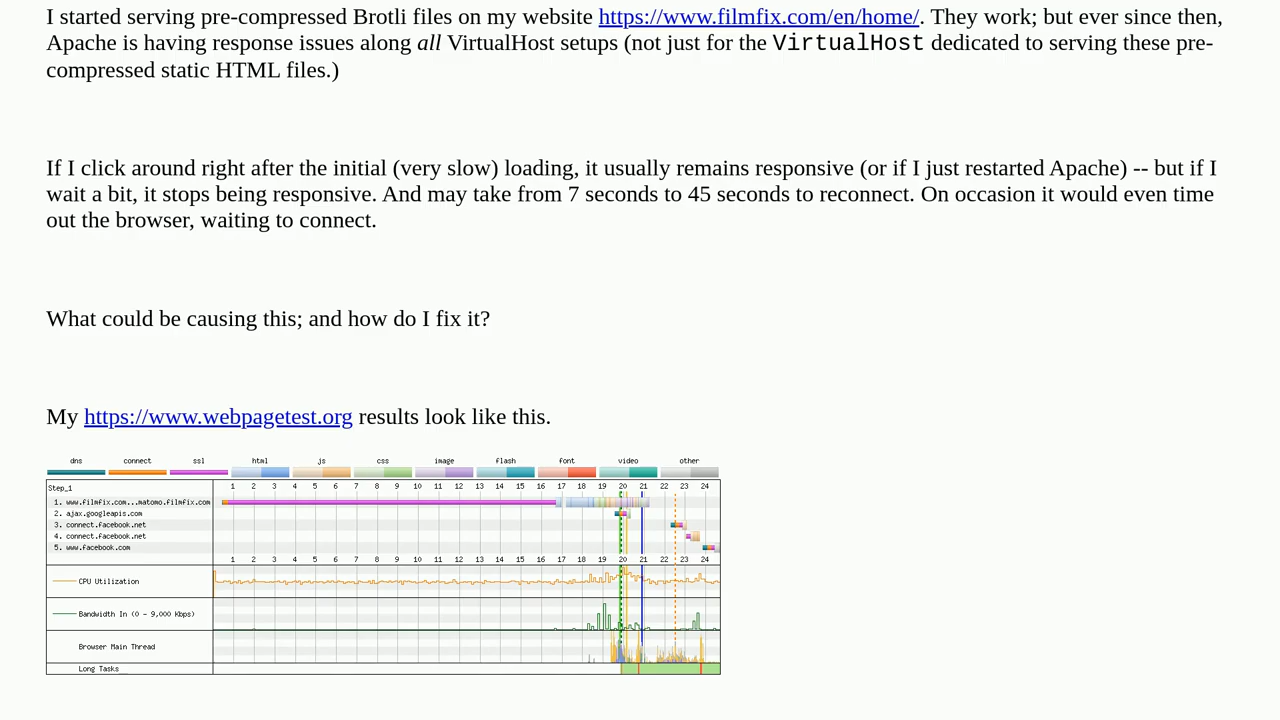 I started serving pre-compressed Brotli files on my website https://www.filmfix.com/en/home/. They work; but ever since then,
Apache is having response issues along all VirtualHost setups (not just for the VirtualHost dedicated to serving these pre-
compressed static HTML files.)
If I click around right after the initial (very slow) loading, it usually remains responsive (or if I just restarted Apache) -- but if I
wait a bit, it stops being responsive. And may take from 7 seconds to 45 seconds to reconnect. On occasion it would even time
out the browser, waiting to connect.
What could be causing this; and how do I fix it?
My https://www.webpagetest.org results look like this.
dns connect ssl html js css image flash font video other
Step_1 1 2 3 4 5 6 7 8 9 10 11 12 13 14 15 16 17 18 19 20 21 22 23 24
1. www.filmfix.com...matomo.filmfix.com
2. ajax.googleapis.com
3. connect.facebook.net
4. connect.facebook.net
5. www.facebook.com
1 2 3 4 5 6 7 8 9 10 11 12 13 14 15 16 17 18 19 20 21 22 23 24
CPU Utilization
Bandwidth In (0 - 9,000 Kbps)
Browser Main Thread
Long Tasks